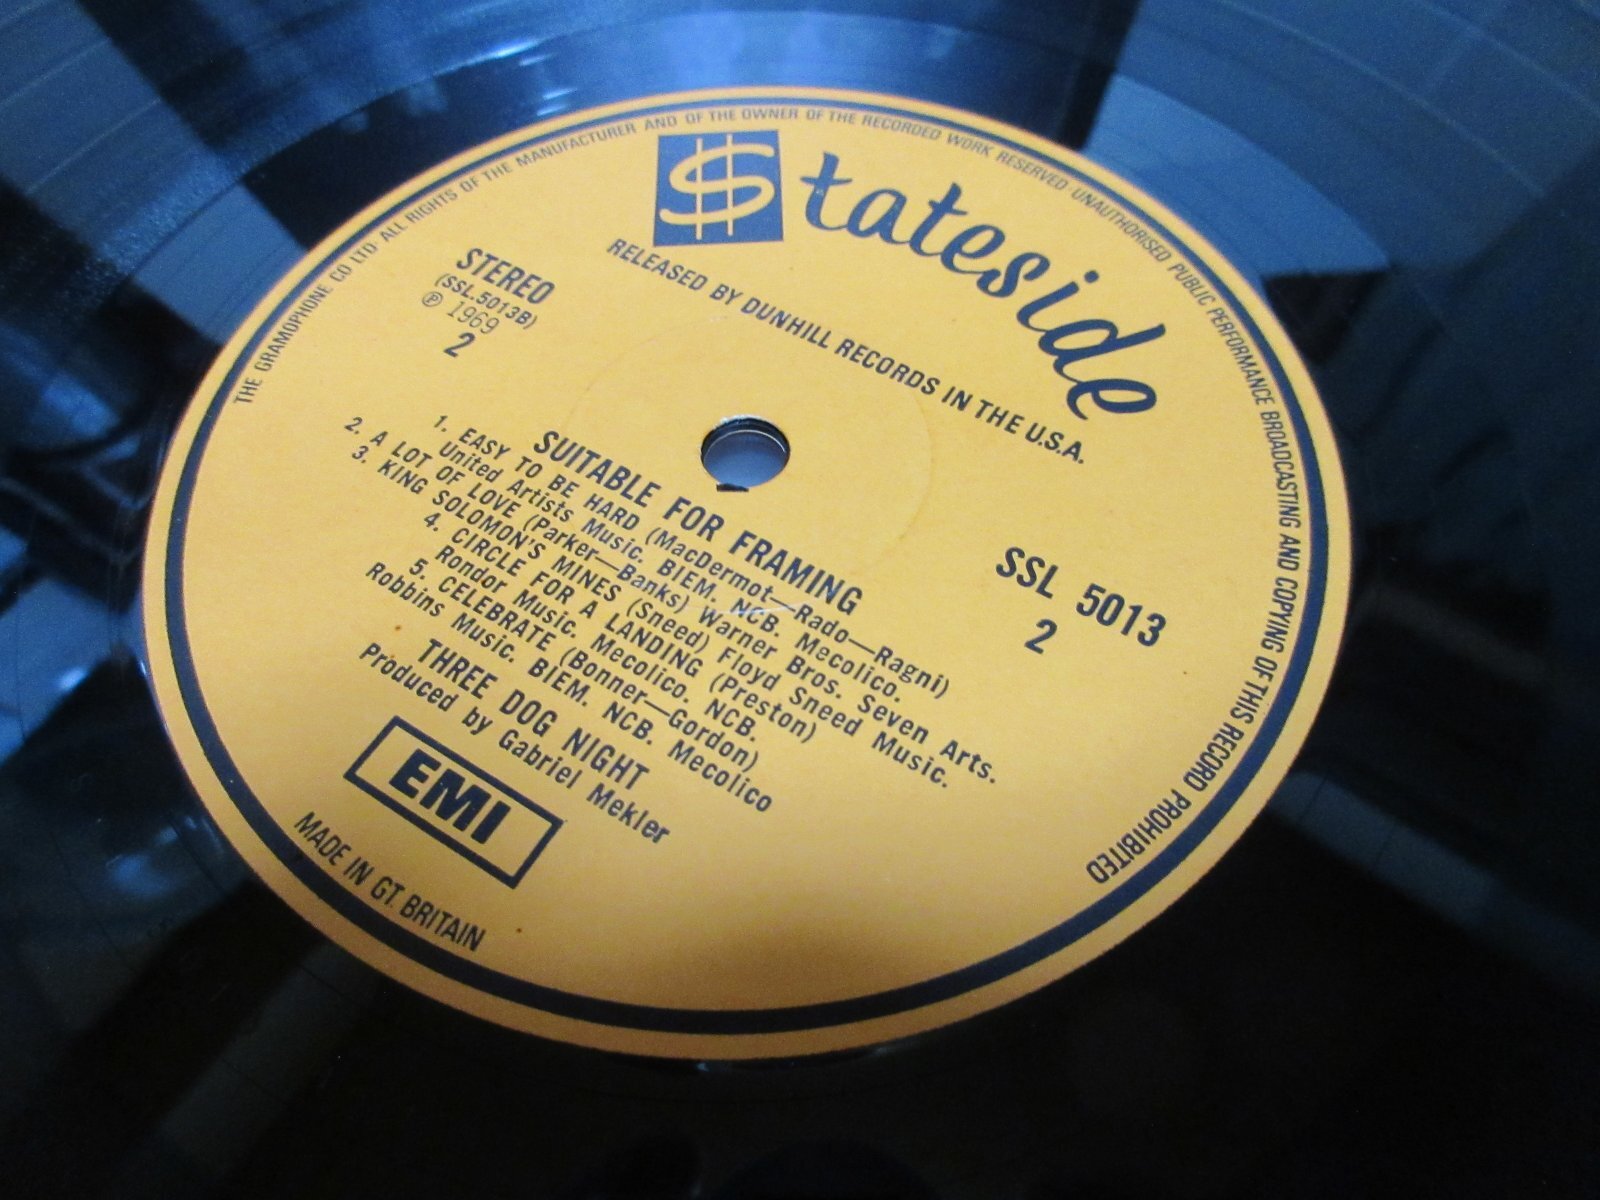 THE GRAMOPHONE CO LTD· ALL RIGHTS OF THE MANUFACTURER AND OF THE OWNER OF THE RECORDED WORK RESERVED · UNAUTHORISED PUBLIC PERFORMANCE BROADCASTING AND COPYING OF THIS RECORD PROHIBITED
$tateside
RELEASED BY DUNHILL RECORDS IN THE U.S.A.
STEREO
(SSL.5013B)
℗ 1969
2
SSL 5013
2
SUITABLE FOR FRAMING
1. EASY TO BE HARD (MacDermot—Rado—Ragni)
United Artists Music. BIEM. NCB. Mecolico.
2. A LOT OF LOVE (Parker—Banks) Warner Bros. Seven Arts.
3. KING SOLOMON'S MINES (Sneed) Floyd Sneed Music.
4. CIRCLE FOR A LANDING (Preston)
Rondor Music. Mecolico. NCB.
5. CELEBRATE (Bonner—Gordon)
Robbins Music. BIEM. NCB. Mecolico
THREE DOG NIGHT
Produced by Gabriel Mekler
EMI
MADE IN GT. BRITAIN